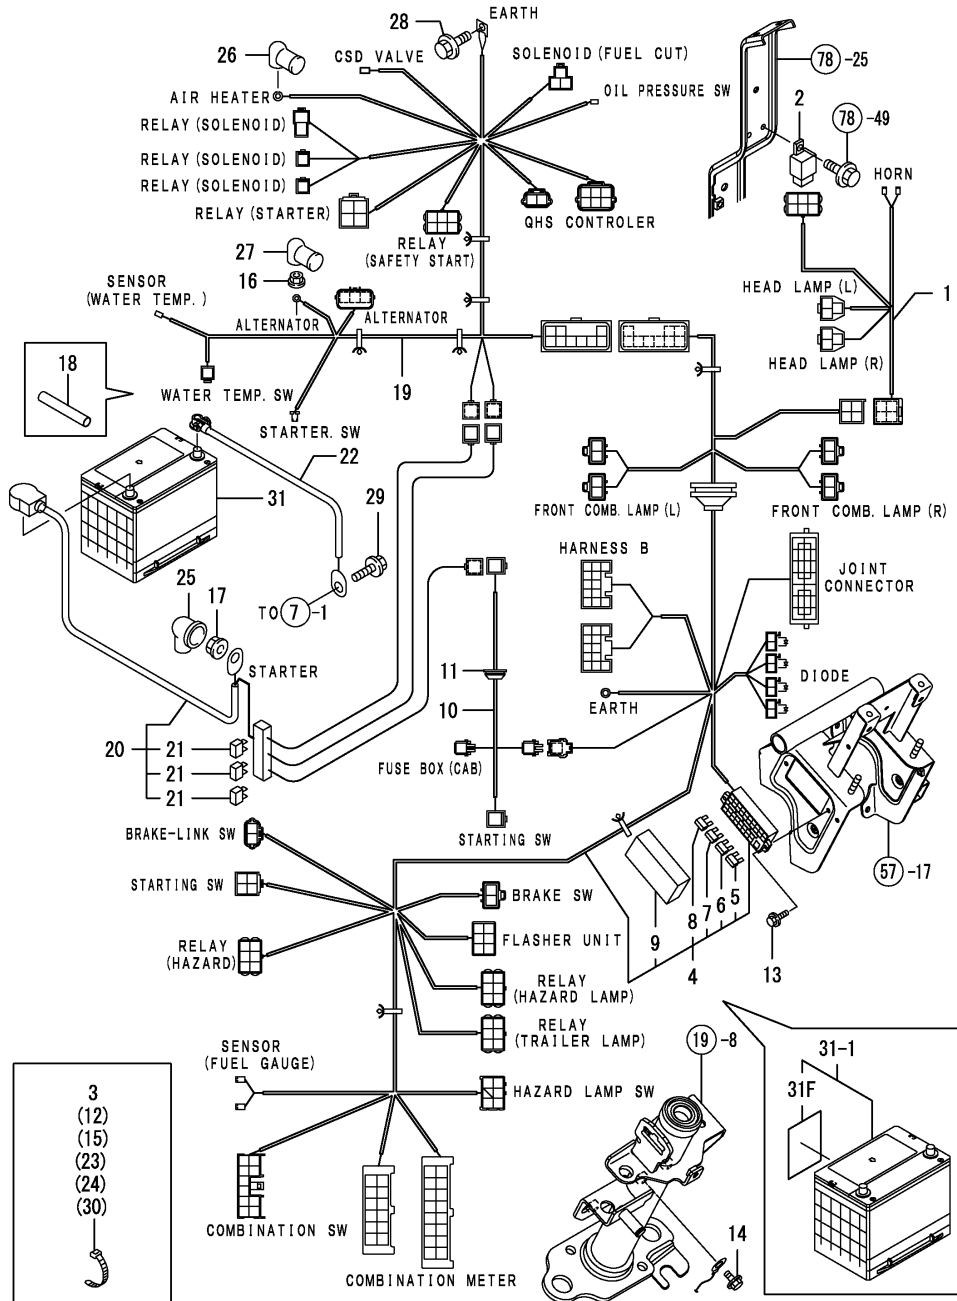 28
EARTH
26
CSD VALVE
SOLENOID (FUEL CUT)
78 -25
AIR HEATER
OIL PRESSURE SW
2
78 -49
RELAY (SOLENOID)
RELAY (SOLENOID)
RELAY (SOLENOID)
HORN
RELAY (STARTER)
QHS CONTROLER
RELAY
(SAFETY START)
27
16
SENSOR
(WATER TEMP.)
HEAD LAMP (L)
1
ALTERNATOR
ALTERNATOR
HEAD LAMP (R)
18
19
WATER TEMP. SW
STARTER. SW
22
31
29
FRONT COMB. LAMP (L)
FRONT COMB. LAMP (R)
HARNESS B
JOINT
CONNECTOR
25
17
TO 7 -1
STARTER
11
DIODE
10
EARTH
20
21
21
21
FUSE BOX (CAB)
STARTING SW
BRAKE-LINK SW
57 -17
STARTING SW
BRAKE SW
9
8
7
6
5
4
13
FLASHER UNIT
RELAY
(HAZARD)
RELAY
(HAZARD LAMP)
RELAY
(TRAILER LAMP)
SENSOR
(FUEL GAUGE)
19 -8
31-1
31F
HAZARD LAMP SW
3
(12)
(15)
(23)
(24)
(30)
COMBINATION SW
14
COMBINATION METER